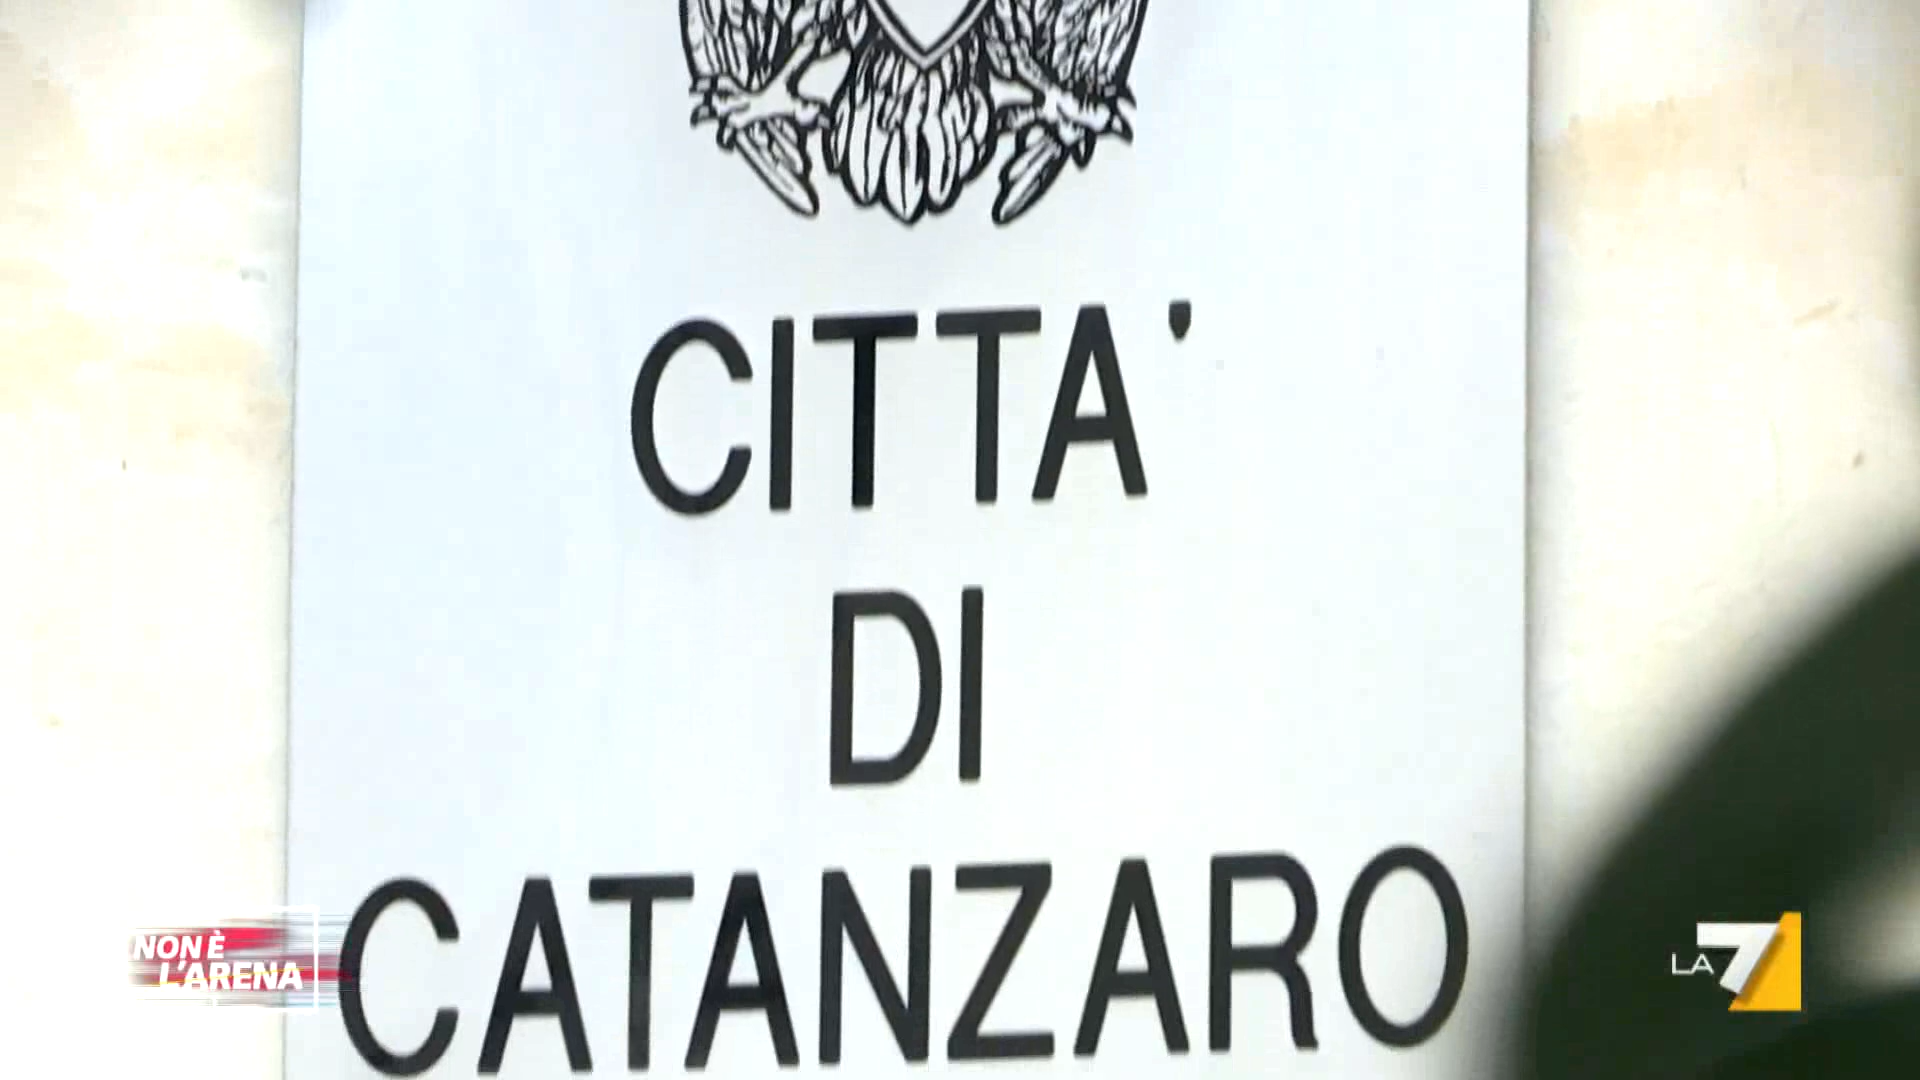 CITTA'
DI
CATANZARO
NON È
L'ARENA
LA7